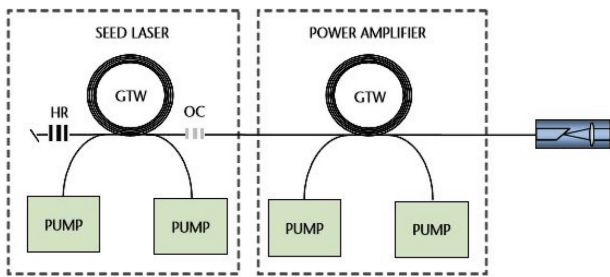 SEED LASER
POWER AMPLIFIER
GTW
GTW
HR
OC
PUMP
PUMP
PUMP
PUMP